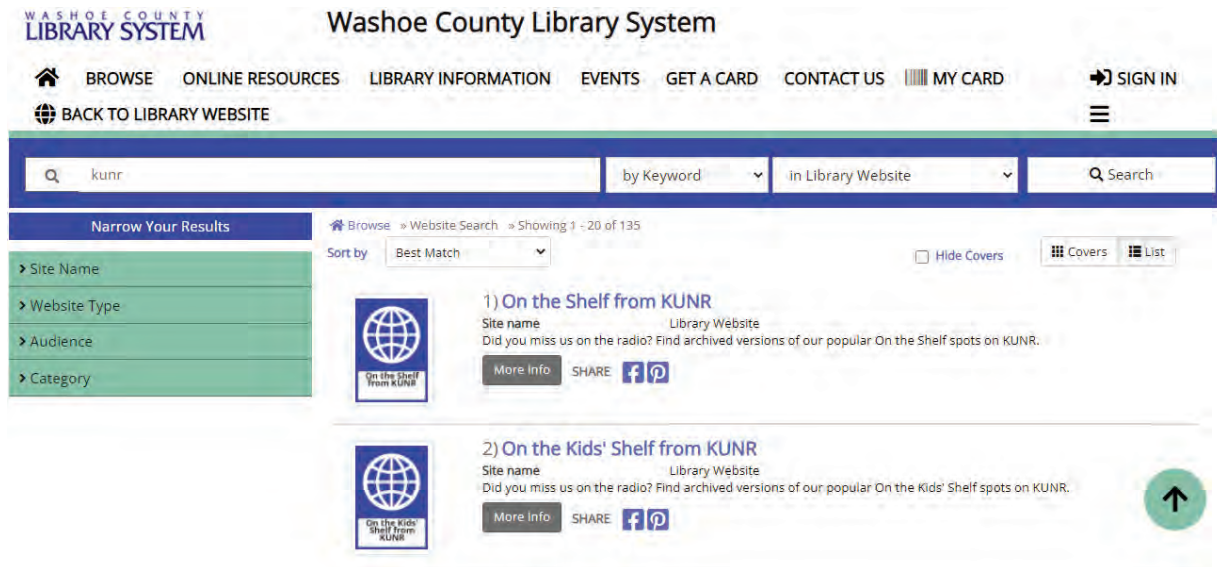 WASHOE COUNTY
LIBRARY SYSTEM
Washoe County Library System
BROWSE ONLINE RESOURCES LIBRARY INFORMATION EVENTS GET A CARD CONTACT US MY CARD SIGN IN
BACK TO LIBRARY WEBSITE
kunr by Keyword in Library Website Search
Narrow Your Results
Site Name
Website Type
Audience
Category
Browse » Website Search » Showing 1 - 20 of 135
Sort by Best Match Hide Covers Covers List
On the Shelf
from KUNR
1) On the Shelf from KUNR
Site name Library Website
Did you miss us on the radio? Find archived versions of our popular On the Shelf spots on KUNR.
More Info SHARE
On the Kids'
Shelf from
KUNR
2) On the Kids' Shelf from KUNR
Site name Library Website
Did you miss us on the radio? Find archived versions of our popular On the Kids' Shelf spots on KUNR.
More Info SHARE